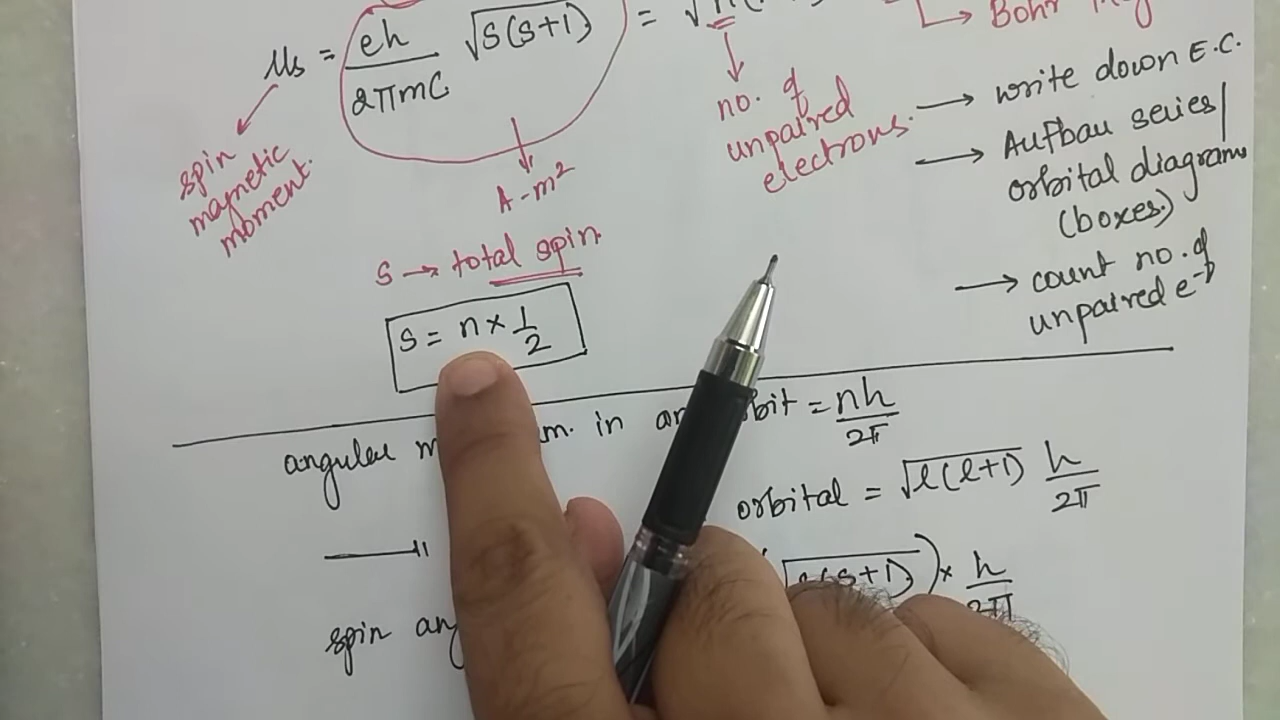 μs = eh/2πmC √s(s+1) = √n(
Bohr
spin magnetic moment.
A-m²
no. of unpaired electrons.
→ write down E.C.
→ Aufbau series/
orbital diagrams
(boxes.)
→ count no. of
unpaired e⁻s
s → total spin.
s = n × 1/2
angular in = nh/2π
orbital = √l(l+1) h/2π
spin √s(s+1)) × h/2π